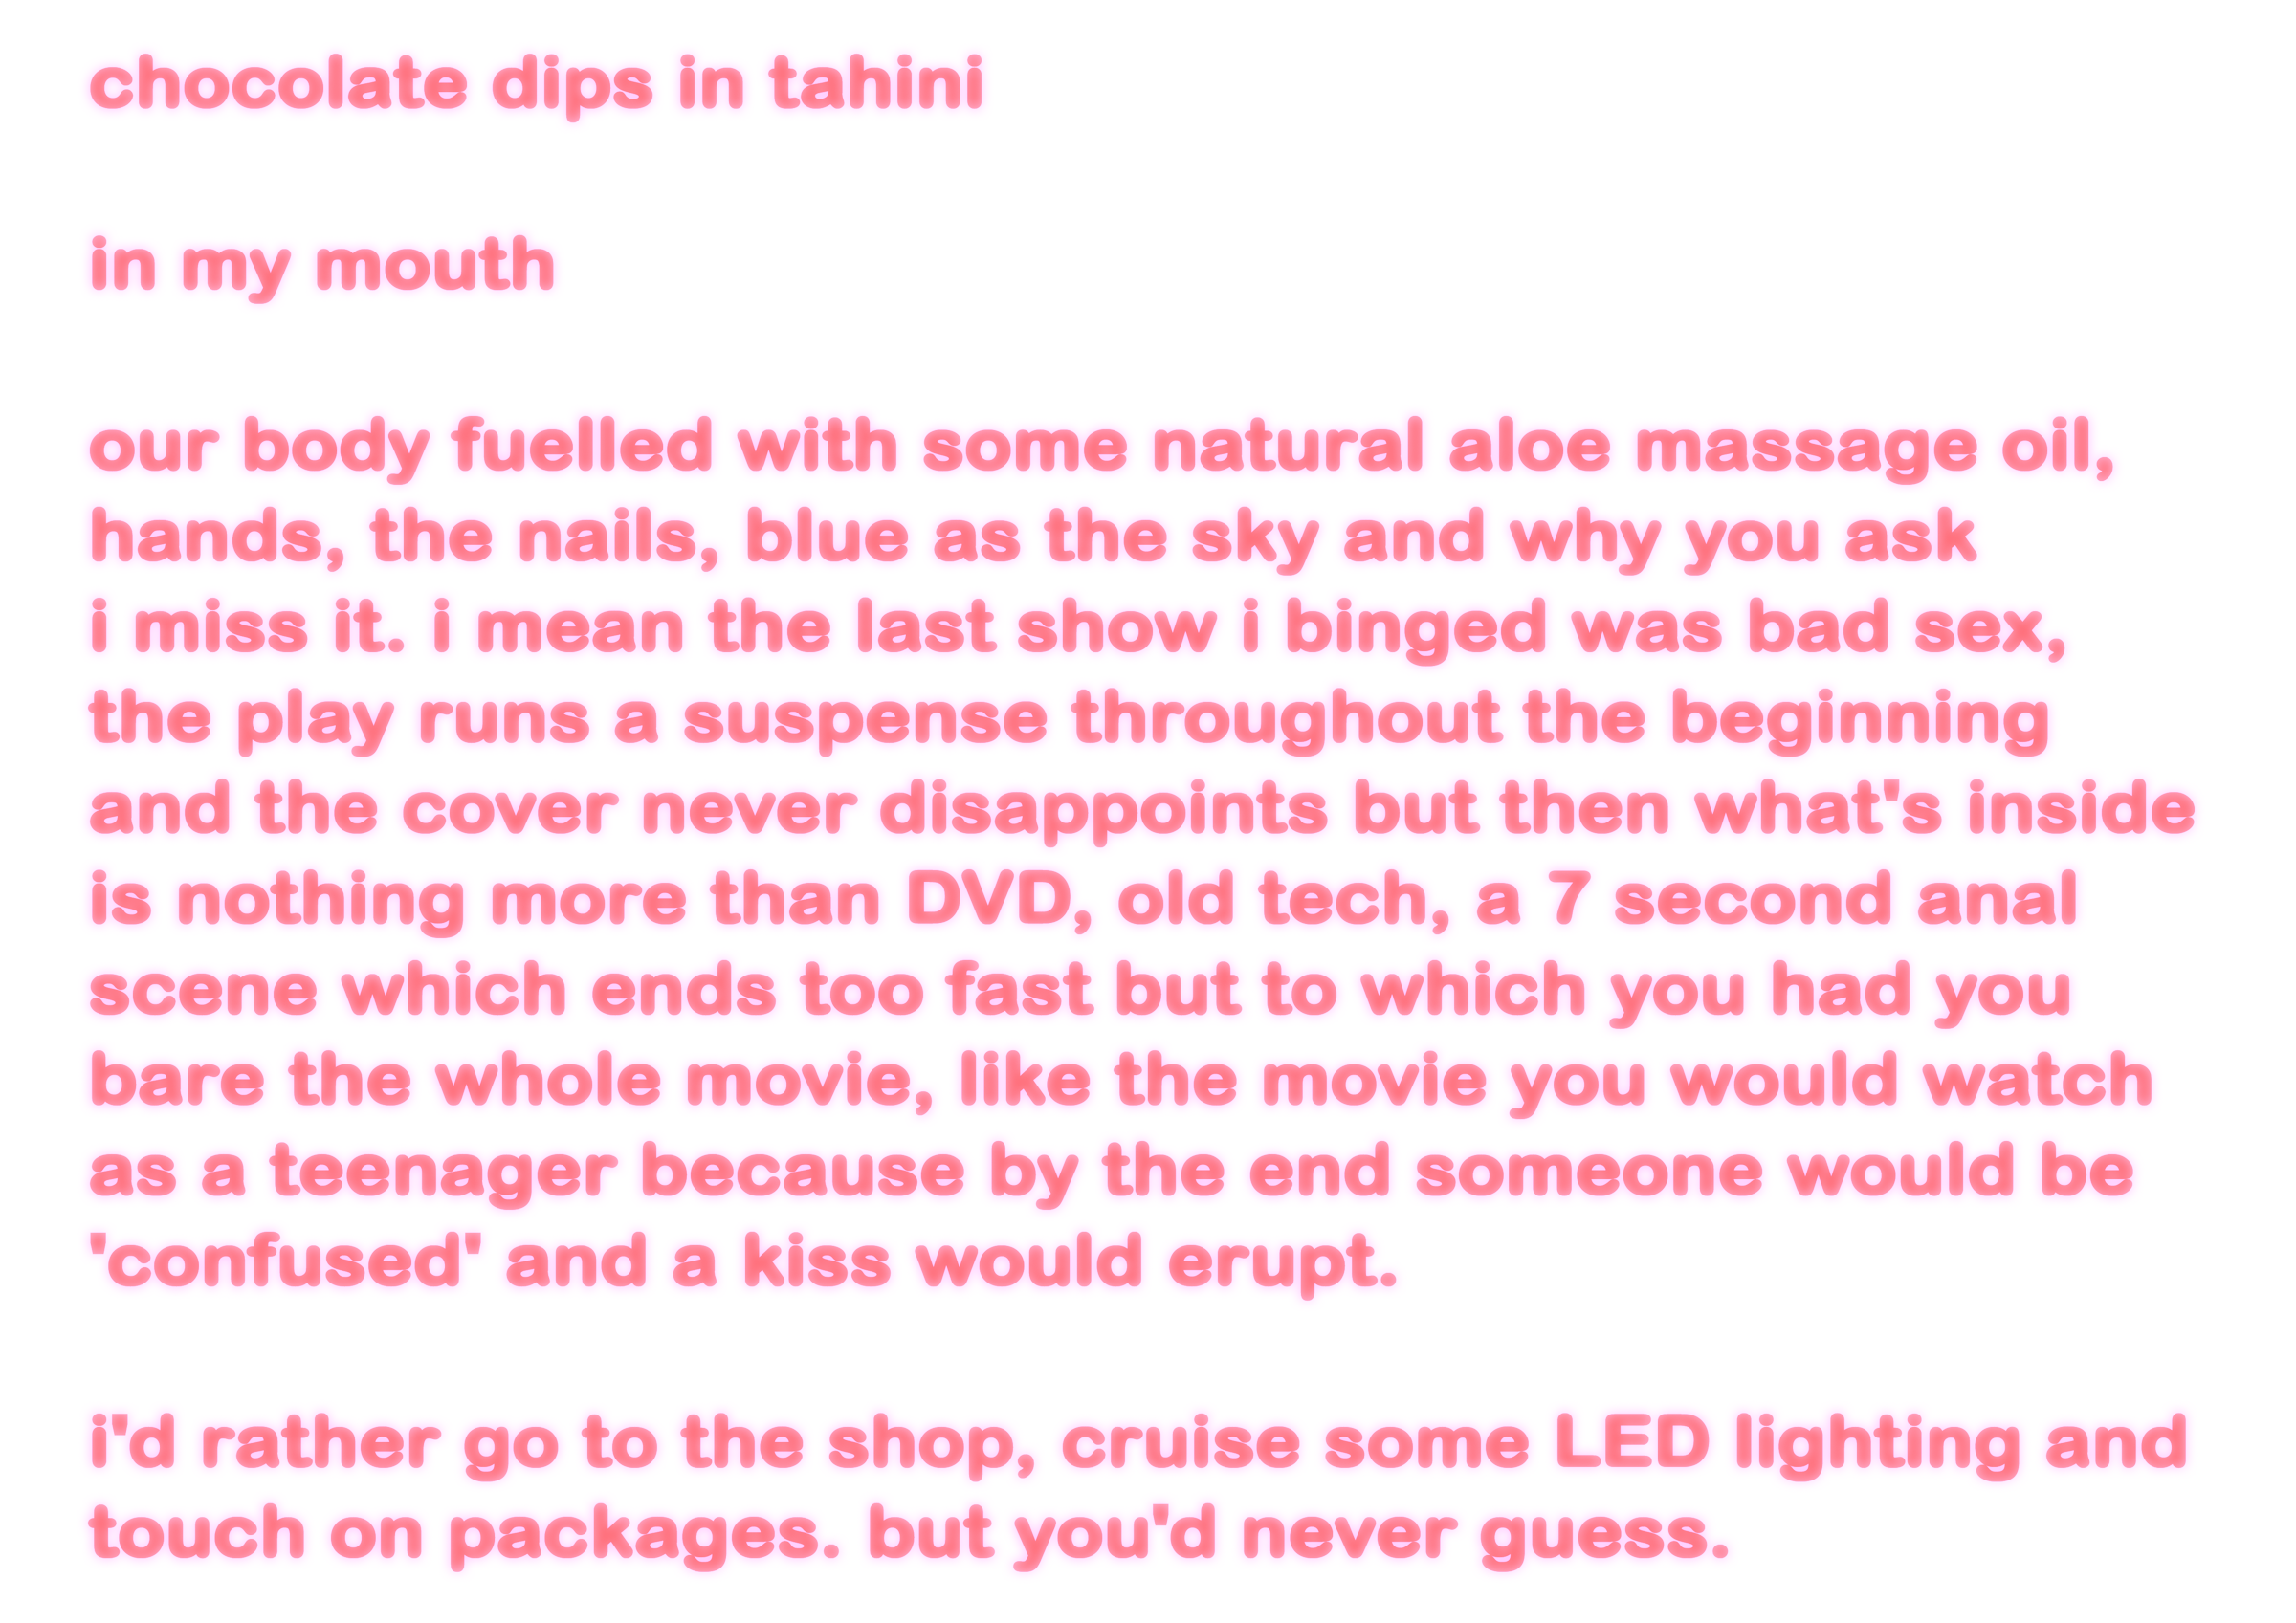 chocolate dips in tahini
in my mouth
our body fuelled with some natural aloe massage oil,
hands, the nails, blue as the sky and why you ask
i miss it. i mean the last show i binged was bad sex,
the play runs a suspense throughout the beginning
and the cover never disappoints but then what's inside
is nothing more than DVD, old tech, a 7 second anal
scene which ends too fast but to which you had you
bare the whole movie, like the movie you would watch
as a teenager because by the end someone would be
'confused' and a kiss would erupt.
i'd rather go to the shop, cruise some LED lighting and
touch on packages. but you'd never guess.